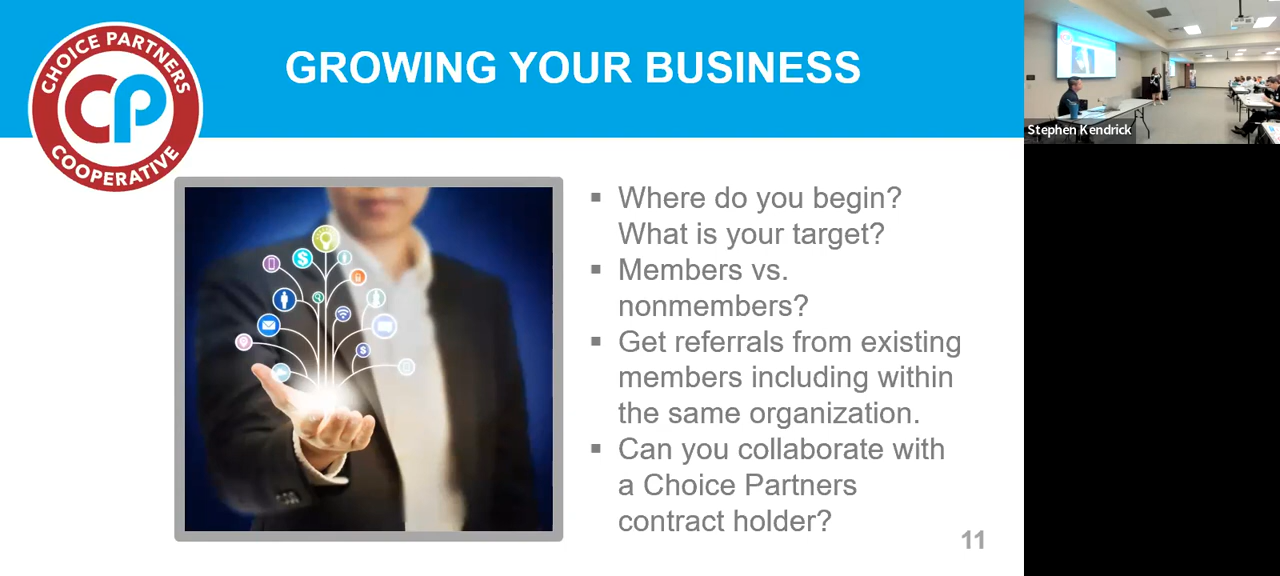 GROWING YOUR BUSINESS
CHOICE PARTNERS
CP
COOPERATIVE
▪ Where do you begin?
What is your target?
▪ Members vs.
nonmembers?
▪ Get referrals from existing
members including within
the same organization.
▪ Can you collaborate with
a Choice Partners
contract holder?
11
Stephen Kendrick